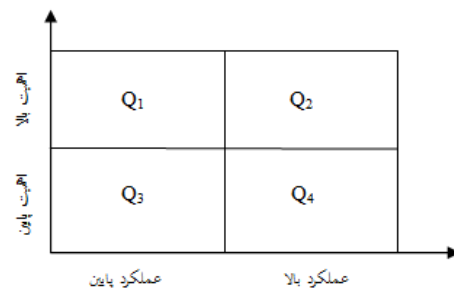 اهمیت بالا
Q1
Q2
اهمیت پایین
Q3
Q4
عملکرد پایین
عملکرد بالا